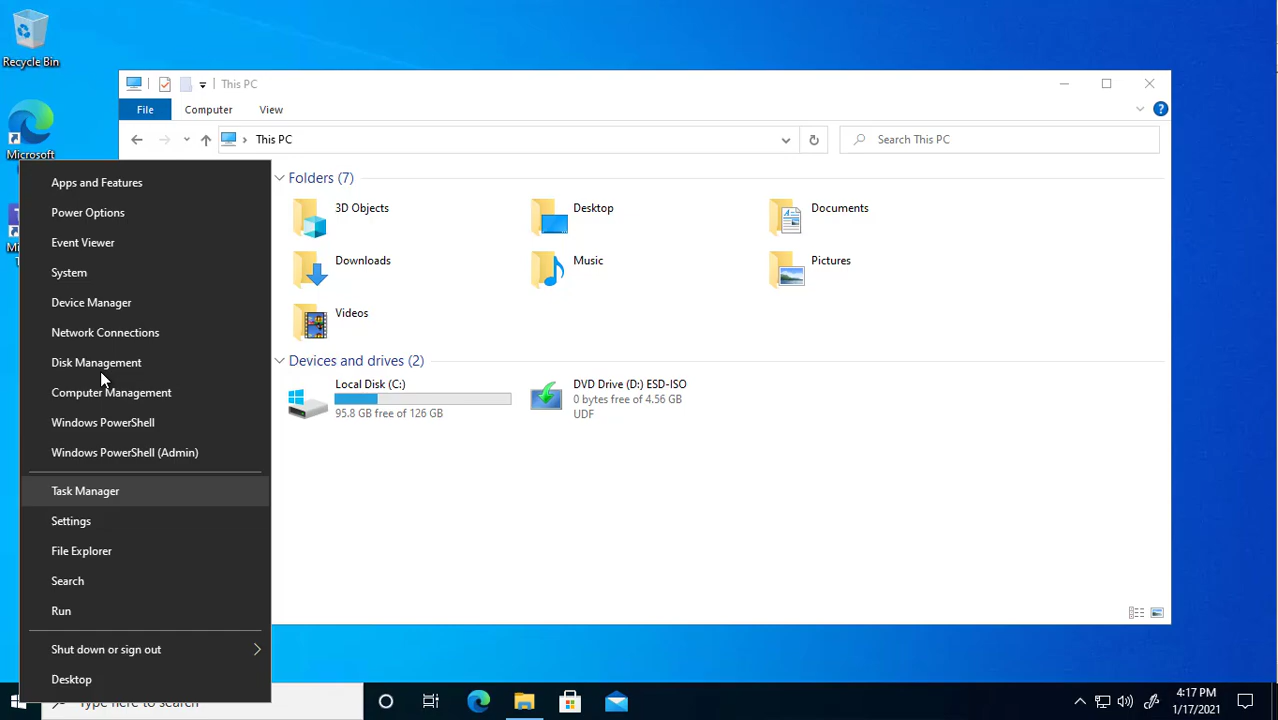 Recycle Bin
Microsoft
This PC
File
Computer
View
This PC
Search This PC
Folders (7)
3D Objects
Desktop
Documents
Downloads
Music
Pictures
Videos
Devices and drives (2)
Local Disk (C:)
95.8 GB free of 126 GB
DVD Drive (D:) ESD-ISO
0 bytes free of 4.56 GB
UDF
Apps and Features
Power Options
Event Viewer
System
Device Manager
Network Connections
Disk Management
Computer Management
Windows PowerShell
Windows PowerShell (Admin)
Task Manager
Settings
File Explorer
Search
Run
Shut down or sign out
Desktop
Type here to search
4:17 PM
1/17/2021